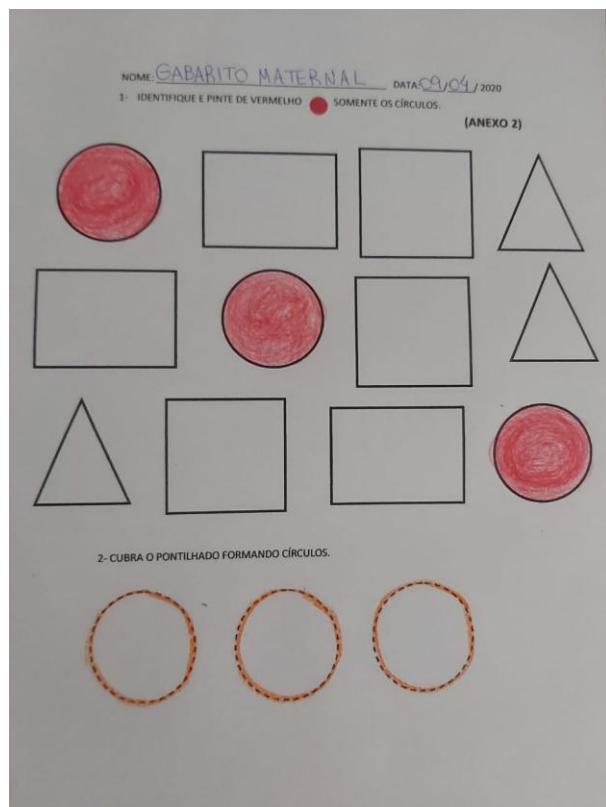 NOME: GABARITO MATERNAL DATA: 09/04/2020
1- IDENTIFIQUE E PINTE DE VERMELHO SOMENTE OS CÍRCULOS.
(ANEXO 2)
2- CUBRA O PONTILHADO FORMANDO CÍRCULOS.